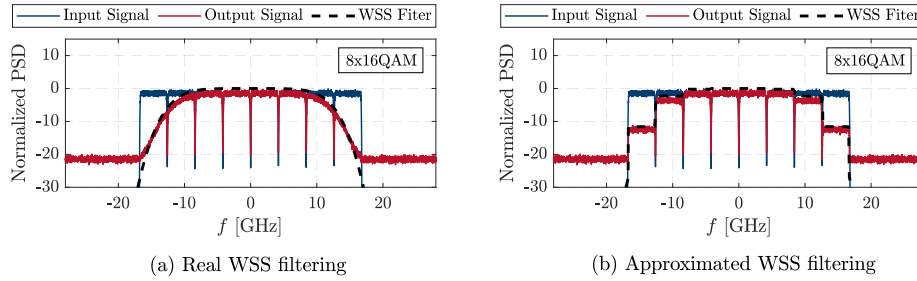 Input Signal Output Signal WSS Fiter
Input Signal Output Signal WSS Fiter
Normalized PSD
10
0
-10
-20
-30
8x16QAM
-20 -10 0 10 20
f [GHz]
(a) Real WSS filtering
Normalized PSD
10
0
-10
-20
-30
8x16QAM
-20 -10 0 10 20
f [GHz]
(b) Approximated WSS filtering